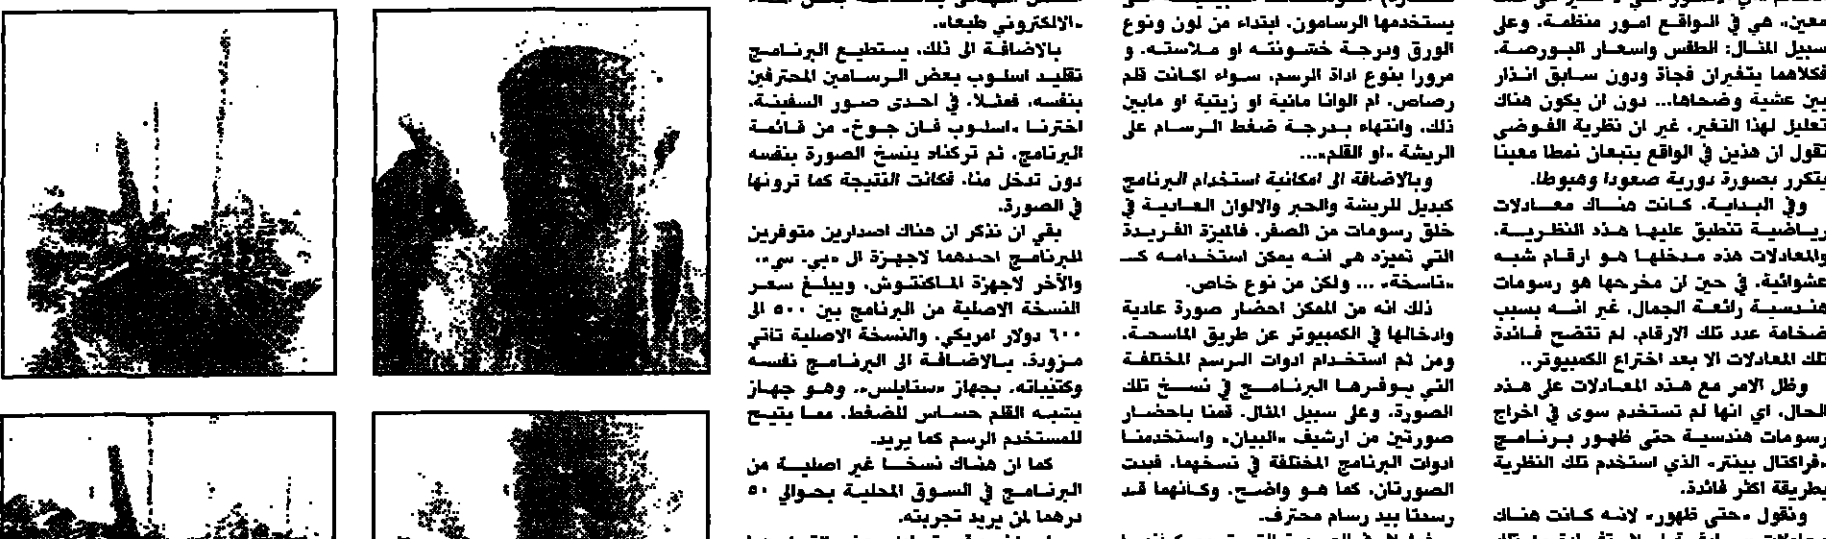 معين، هي في الواقع امور منظمة. وعلى
سبيل المثال: الطقس واسعار البورصة.
فكلاهما يتغيران فجأة ودون سابق انذار
بين عشية وضحاها... دون ان يكون هناك
تعليل لهذا التغير. غير ان نظرية الفوضى
تقول ان هذين في الواقع يتبعان نمطا معينا
يتكرر بصورة دورية صعودا وهبوطا.
وفي البداية، كانت هناك معادلات
رياضية تنطبق عليها هذه النظرية.
والمعادلات هذه مدخلها هو ارقام شبه
عشوائية. في حين ان مخرجها هو رسومات
هندسية رائعة الجمال. غير انه بسبب
ضخامة عدد تلك الارقام، لم تتضح فائدة
تلك المعادلات الا بعد اختراع الكمبيوتر..
وظل الامر مع هذه المعادلات على هذه
الحال، اي انها لم تستخدم سوى في اخراج
رسومات هندسية حتى ظهور برنامج
«فراكتال بينتر» الذي استخدم تلك النظرية
بطريقة اكثر فائدة.
ونقول «حتى ظهور» لانه كانت هناك
يستخدمها الرسامون، ابتداء من لون ونوع
الورق ودرجة خشونته او ملاسته، و
مرورا بنوع اداة الرسم، سواء اكانت قلم
رصاص، ام الوانا مائية او زيتية او مابين
ذلك، وانتهاء بدرجة ضغط الرسام على
الريشة «او القلم»...
وبالاضافة الى امكانية استخدام البرنامج
كبديل للريشة والحبر والالوان العادية في
خلق رسومات من الصفر، فالميزة الفريدة
التي تميزه هي انه يمكن استخدامه كـ
«ناسخة» ... ولكن من نوع خاص.
ذلك انه من الممكن احضار صورة عادية
وادخالها في الكمبيوتر عن طريق الماسحة.
ومن ثم استخدام ادوات الرسم المختلفة
التي يوفرها البرنامج في نسخ تلك
الصورة. وعلى سبيل المثال، قمنا باحضار
صورتين من ارشيف «البيان» واستخدمنا
ادوات البرنامج المختلفة في نسخهما، فبدت
الصورتان، كما هو واضح، وكأنهما قد
رسمتا بيد رسام محترف.
«الالكتروني طبعا».
بالاضافة الى ذلك، يستطيع البرنامج
تقليد اسلوب بعض الرسامين المحترفين
بنفسه، فمثلا، في احدى صور السفينة،
اخترنا «اسلوب فان جوخ» من قائمة
البرنامج، ثم تركناه ينسخ الصورة بنفسه
دون تدخل منا، فكانت النتيجة كما ترونها
في الصورة.
بقي ان نذكر ان هناك اصدارين متوفرين
للبرنامج احدهما لاجهزة ال «بي. سي»،
والآخر لاجهزة الماكنتوش، ويبلغ سعر
النسخة الاصلية من البرنامج بين ٥٠٠ الى
٦٠٠ دولار امريكي، والنسخة الاصلية تاتي
مزودة، بالاضافة الى البرنامج نفسه
وكتيباته، بجهاز «ستايلس»، وهو جهاز
يشبه القلم حساس للضغط، مما يتيح
للمستخدم الرسم كما يريد.
كما ان هناك نسخا غير اصلية من
البرنامج في السوق المحلية بحوالي ٥٠
درهما لمن يريد تجربته.